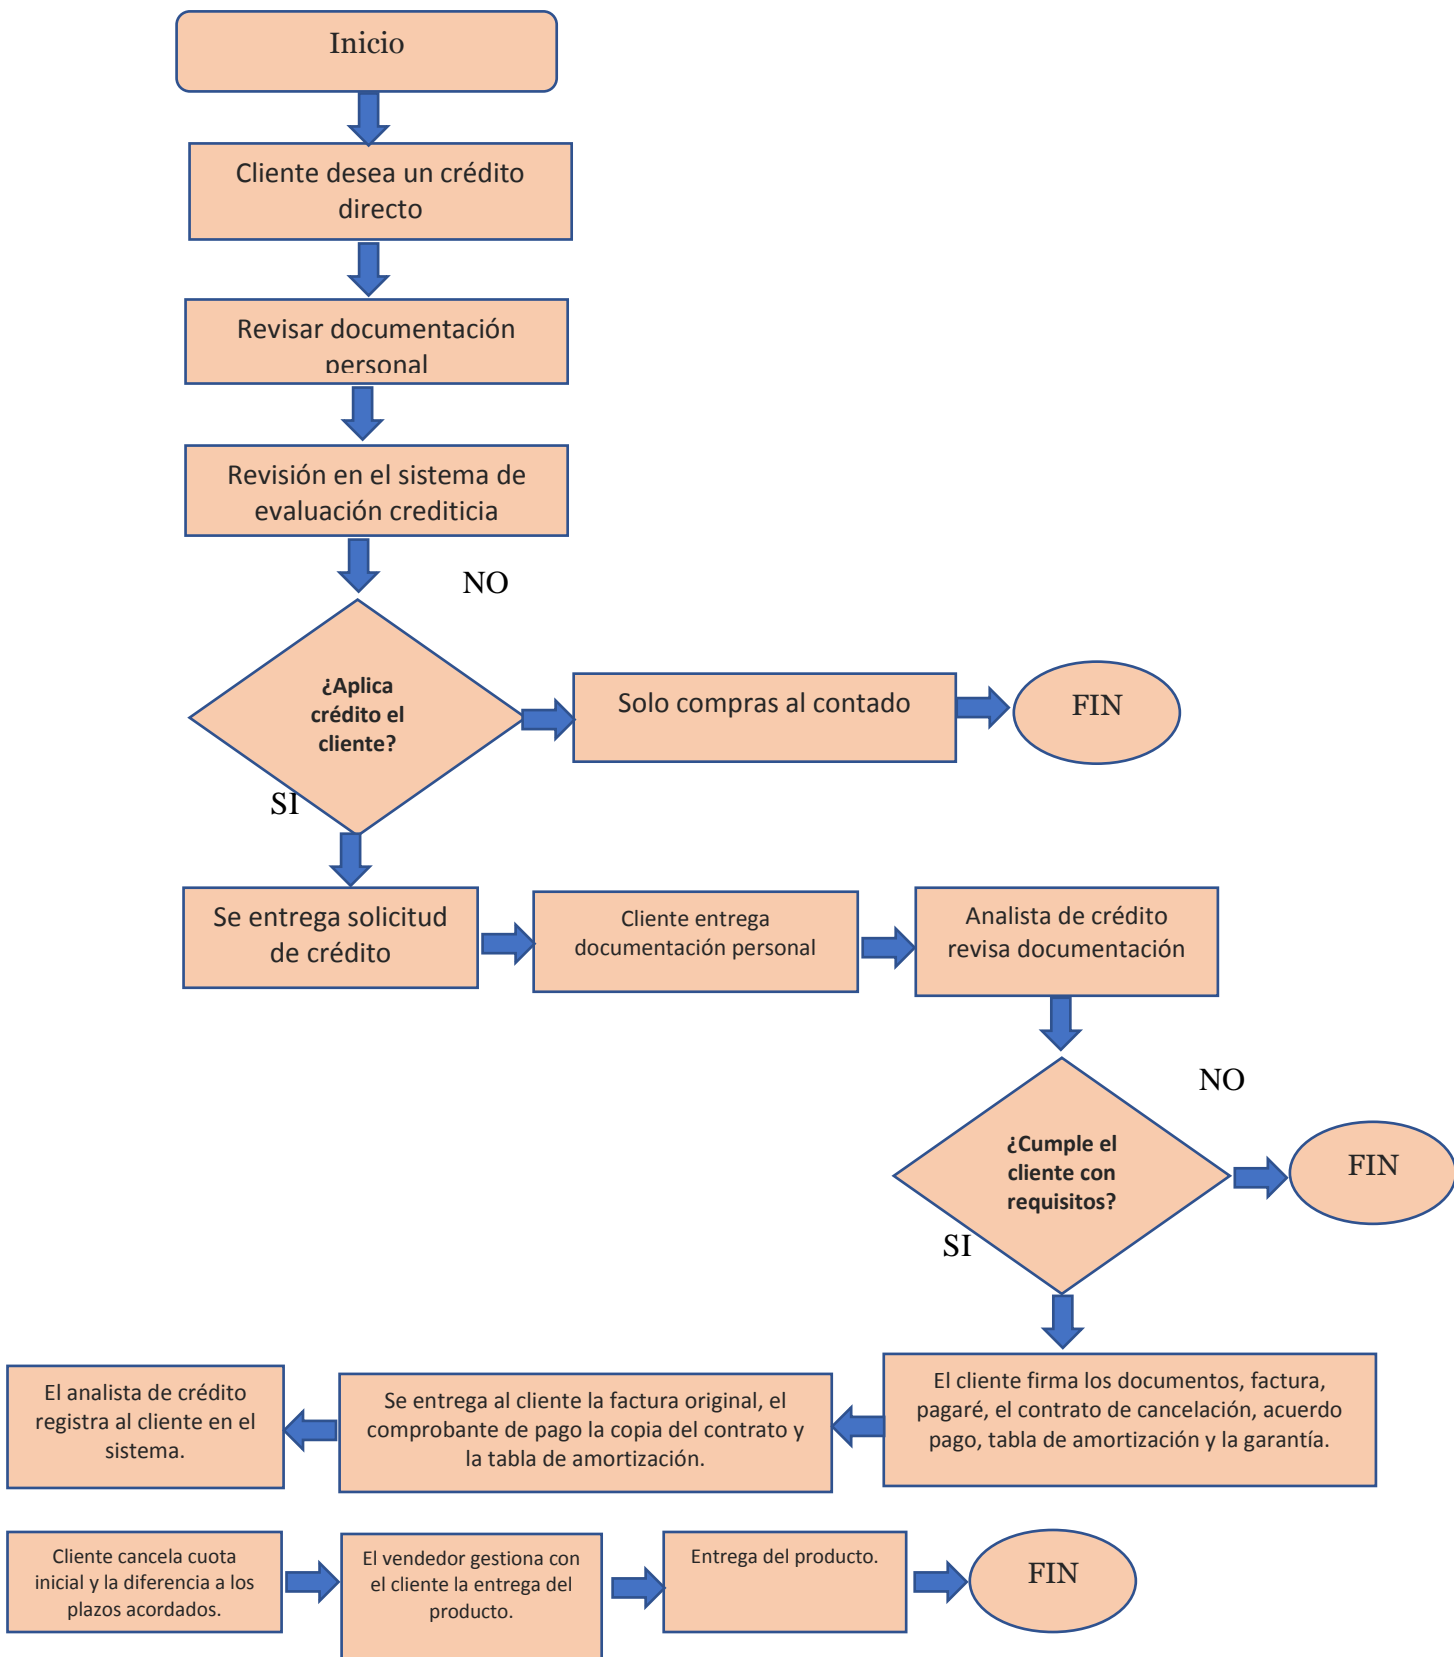 Inicio
Cliente desea un crédito
directo
Revisar documentación
personal
Revisión en el sistema de
evaluación crediticia
NO
¿Aplica
crédito el
cliente?
Solo compras al contado
FIN
SI
Se entrega solicitud
de crédito
Cliente entrega
documentación personal
Analista de crédito
revisa documentación
NO
¿Cumple el
cliente con
requisitos?
FIN
SI
El cliente firma los documentos, factura,
pagaré, el contrato de cancelación, acuerdo
pago, tabla de amortización y la garantía.
Se entrega al cliente la factura original, el
comprobante de pago la copia del contrato y
la tabla de amortización.
El analista de crédito
registra al cliente en el
sistema.
Cliente cancela cuota
inicial y la diferencia a los
plazos acordados.
El vendedor gestiona con
el cliente la entrega del
producto.
Entrega del producto.
FIN